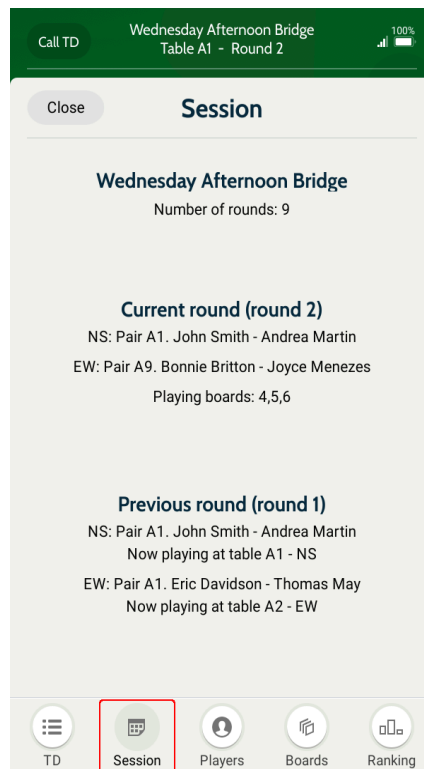 Call TD
Wednesday Afternoon Bridge
Table A1 - Round 2
100%
Close
Session
Wednesday Afternoon Bridge
Number of rounds: 9
Current round (round 2)
NS: Pair A1. John Smith - Andrea Martin
EW: Pair A9. Bonnie Britton - Joyce Menezes
Playing boards: 4,5,6
Previous round (round 1)
NS: Pair A1. John Smith - Andrea Martin
Now playing at table A1 - NS
EW: Pair A1. Eric Davidson - Thomas May
Now playing at table A2 - EW
TD Session Players Boards Ranking